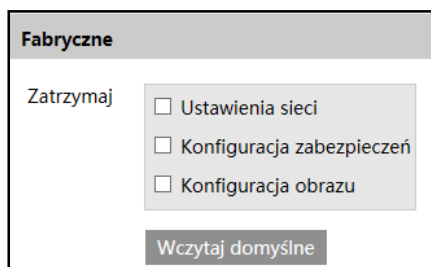 Fabryczne
Zatrzymaj
Ustawienia sieci
Konfiguracja zabezpieczeń
Konfiguracja obrazu
Wczytaj domyślne